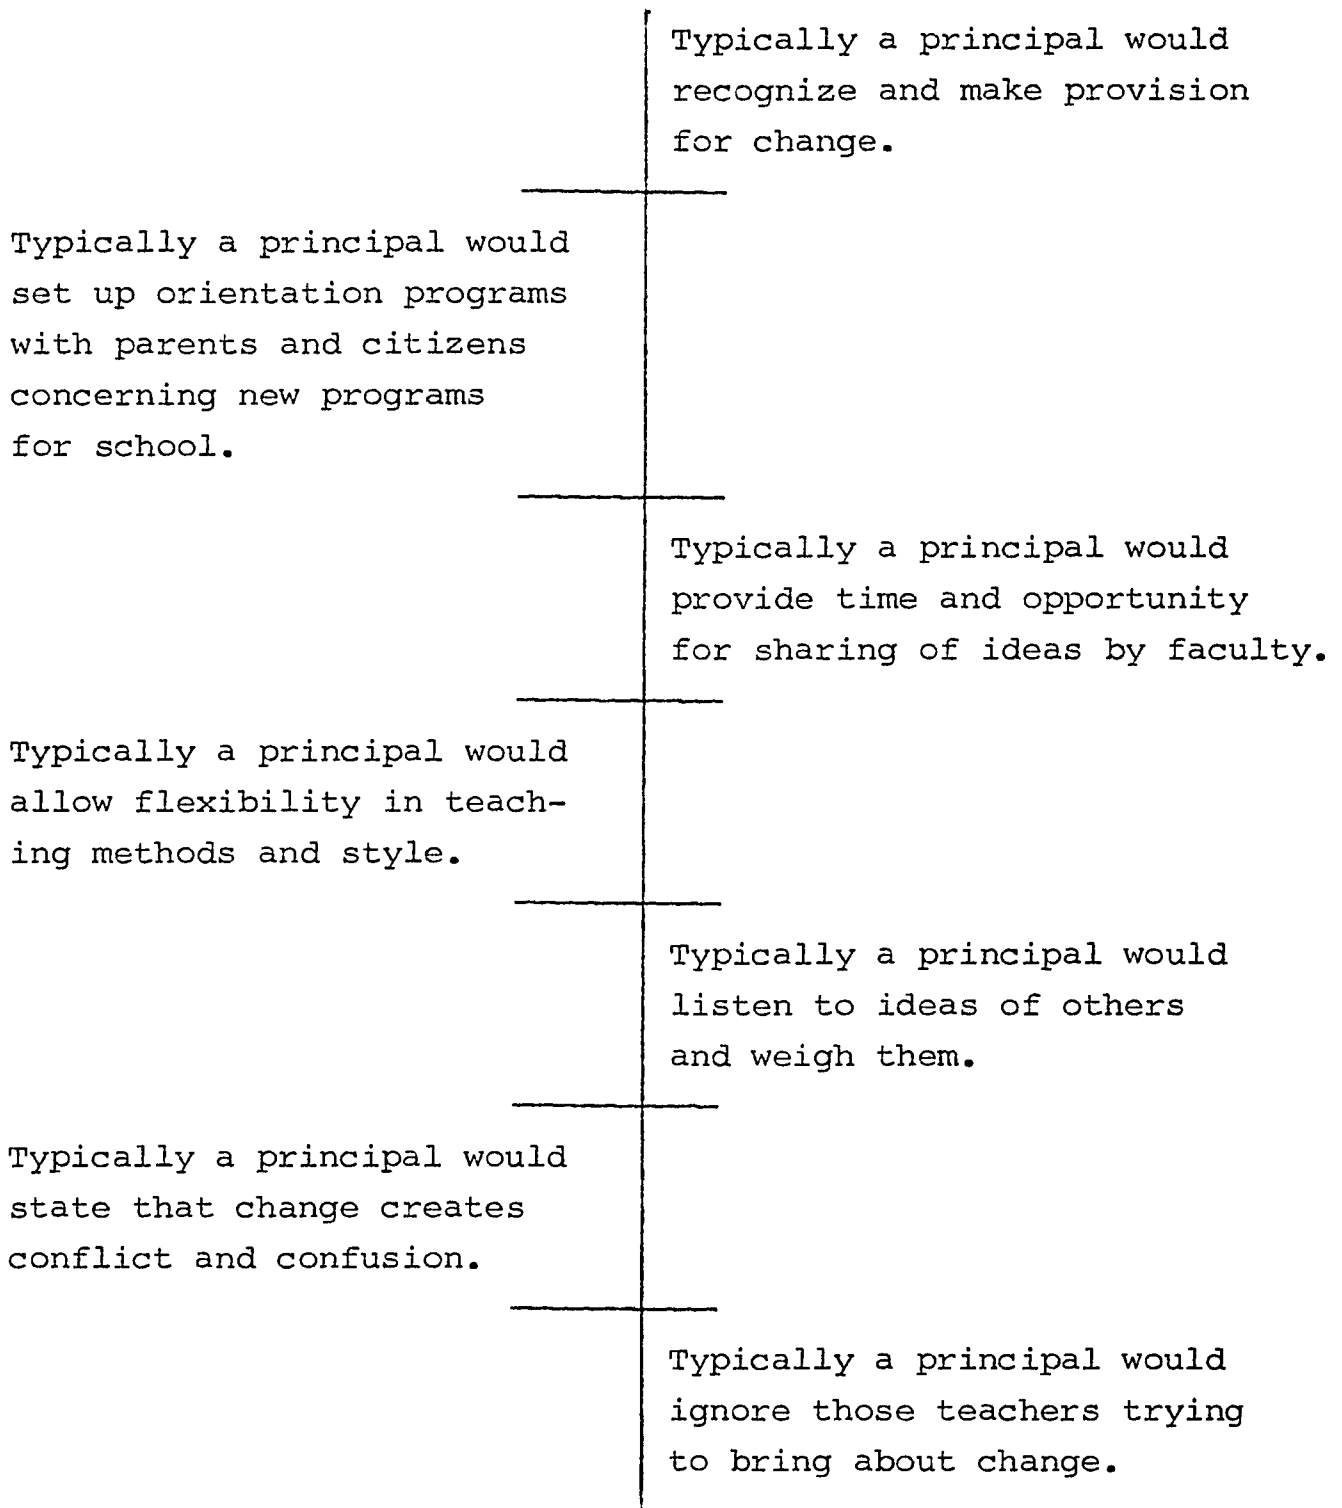 Typically a principal would
recognize and make provision
for change.
Typically a principal would
set up orientation programs
with parents and citizens
concerning new programs
for school.
Typically a principal would
provide time and opportunity
for sharing of ideas by faculty.
Typically a principal would
allow flexibility in teach-
ing methods and style.
Typically a principal would
listen to ideas of others
and weigh them.
Typically a principal would
state that change creates
conflict and confusion.
Typically a principal would
ignore those teachers trying
to bring about change.